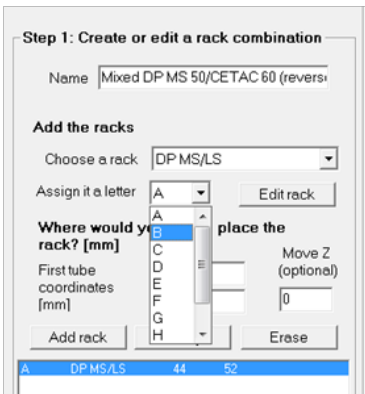 Step 1: Create or edit a rack combination
Name Mixed DP MS 50/CETAC 60 (revers
Add the racks
Choose a rack DP MS/LS
Assign it a letter A Edit rack
A
B
C
D
E
F
G
H
Where would y place the
rack? [mm]
Move Z
(optional)
First tube
coordinates
[mm]
0
Add rack Erase
A DP MS/LS 44 52